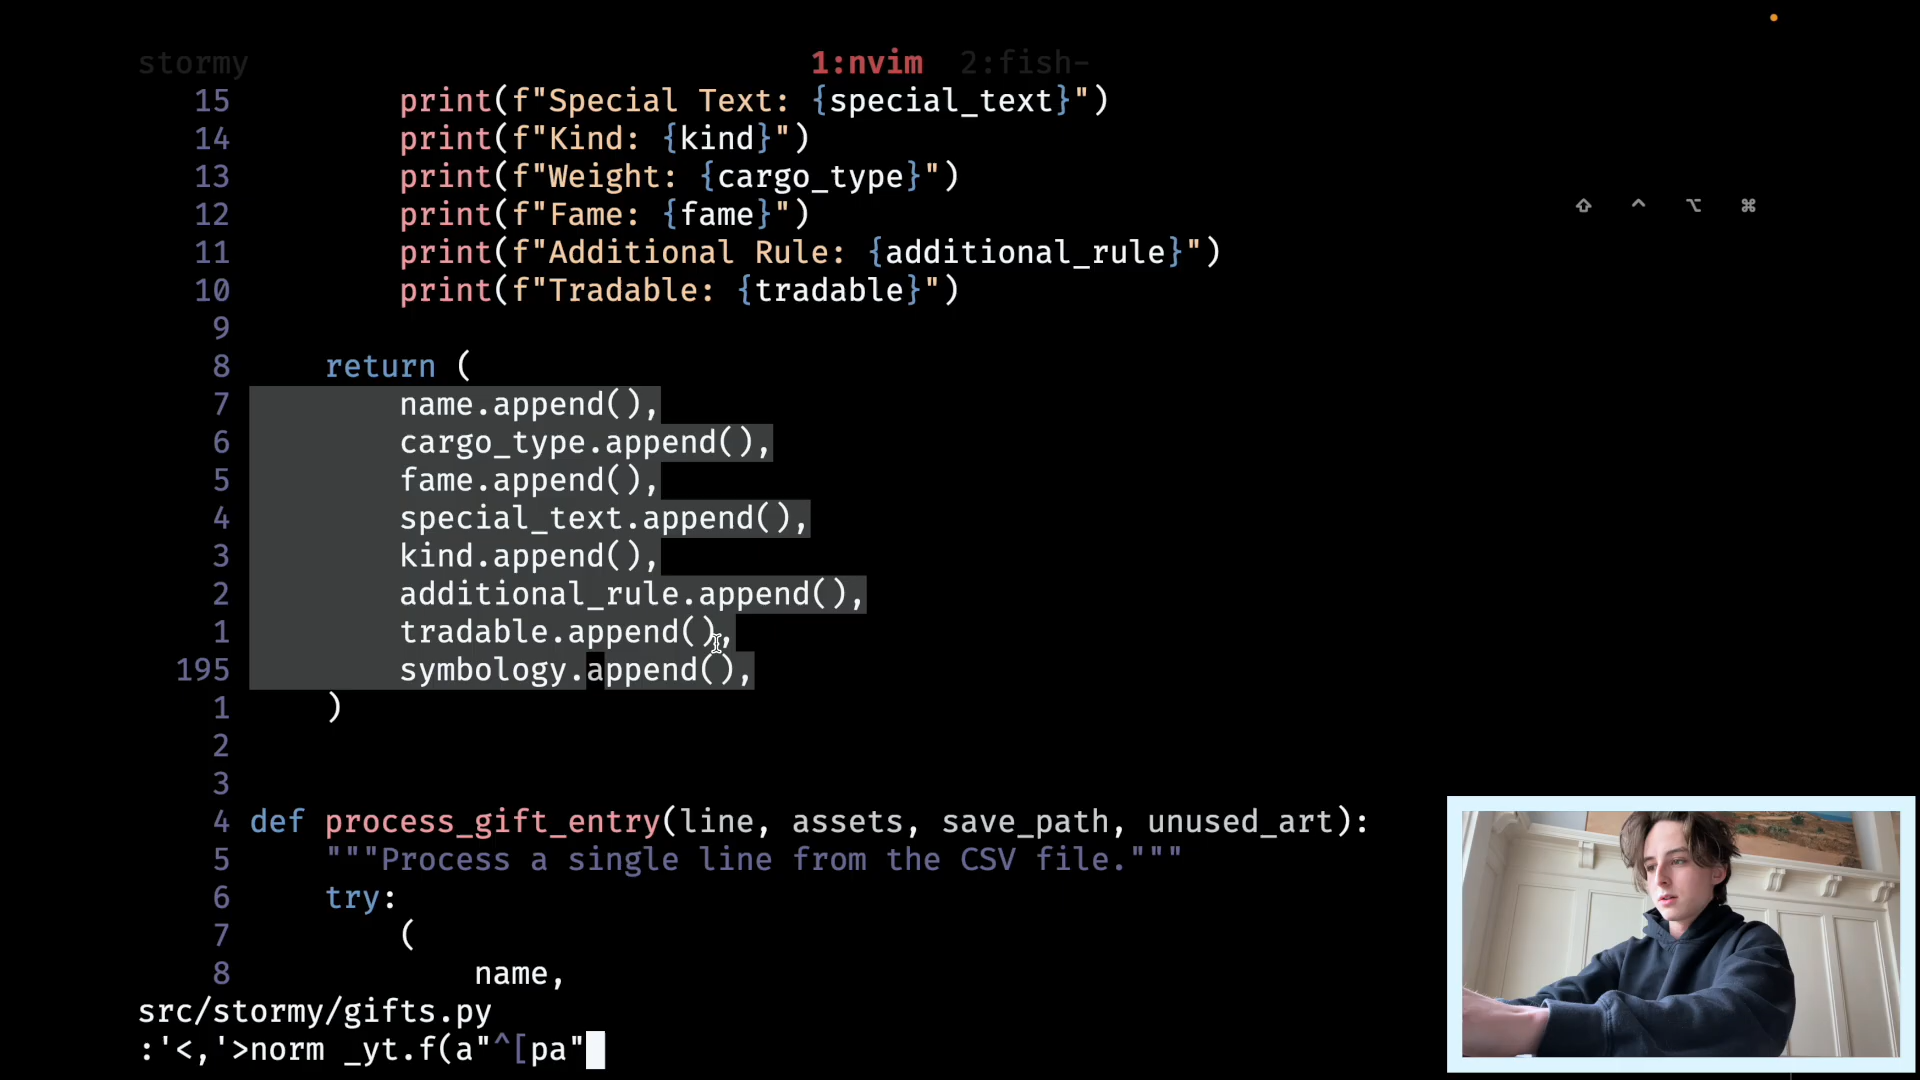 stormy 1:nvim 2:fish-
15 print(f"Special Text: {special_text}")
14 print(f"Kind: {kind}")
13 print(f"Weight: {cargo_type}")
12 print(f"Fame: {fame}")
⇧ ⌃ ⌥ ⌘
11 print(f"Additional Rule: {additional_rule}")
10 print(f"Tradable: {tradable}")
9
8 return (
7 name.append(),
6 cargo_type.append(),
5 fame.append(),
4 special_text.append(),
3 kind.append(),
2 additional_rule.append(),
1 tradable.append(),
195 symbology.append(),
1 )
2
3
4 def process_gift_entry(line, assets, save_path, unused_art):
5 """Process a single line from the CSV file."""
6 try:
7 (
8 name,
src/stormy/gifts.py
:'<,'>norm _yt.f(a"^[pa"